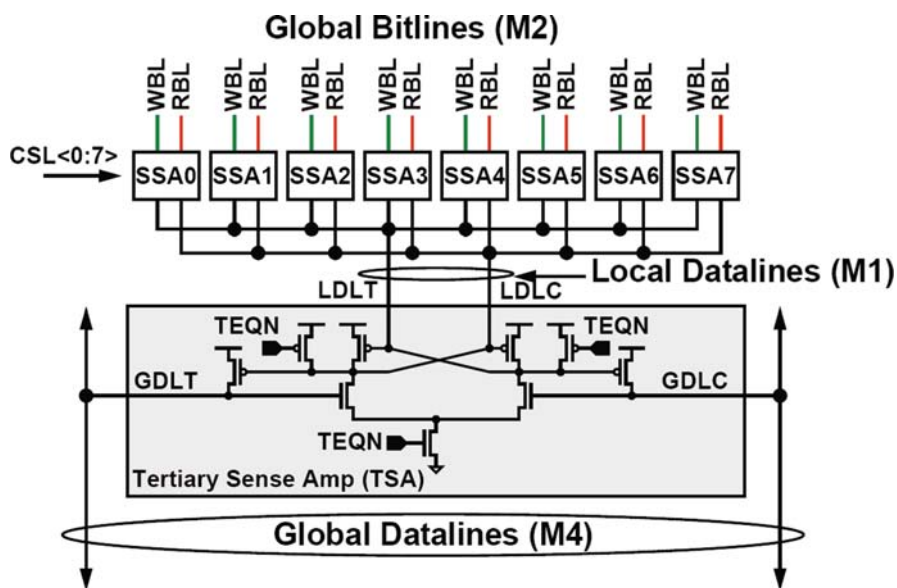 Global Bitlines (M2)
WBL RBL WBL RBL WBL RBL WBL RBL WBL RBL WBL RBL WBL RBL WBL RBL
CSL<0:7>
SSA0 SSA1 SSA2 SSA3 SSA4 SSA5 SSA6 SSA7
Local Datalines (M1)
LDLT LDLC
TEQN TEQN
GDLT GDLC
TEQN
Tertiary Sense Amp (TSA)
Global Datalines (M4)